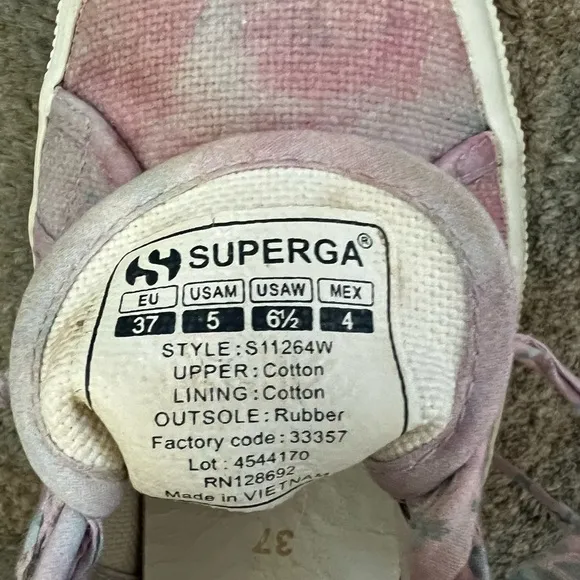 SUPERGA®
EU USAM USAW MEX
37 5 6½ 4
STYLE : S11264W
UPPER : Cotton
LINING : Cotton
OUTSOLE : Rubber
Factory code : 33357
Lot : 4544170
RN128692
Made in VIETNAM
37